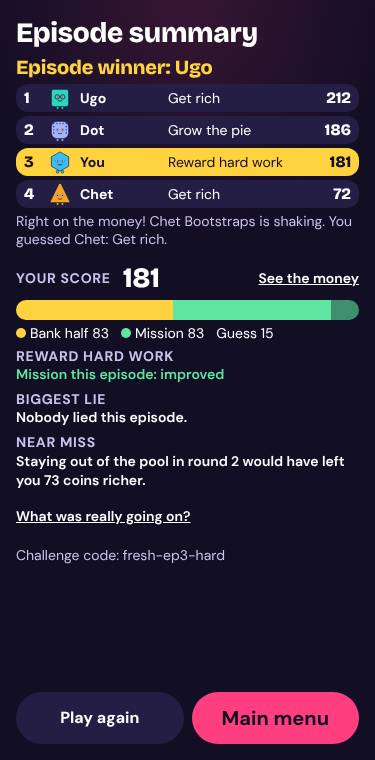 Episode summary
Episode winner: Ugo
1 Ugo Get rich 212
2 Dot Grow the pie 186
3 You Reward hard work 181
4 Chet Get rich 72
Right on the money! Chet Bootstraps is shaking. You
guessed Chet: Get rich.
YOUR SCORE 181 See the money
Bank half 83 Mission 83 Guess 15
REWARD HARD WORK
Mission this episode: improved
BIGGEST LIE
Nobody lied this episode.
NEAR MISS
Staying out of the pool in round 2 would have left
you 73 coins richer.
What was really going on?
Challenge code: fresh-ep3-hard
Play again Main menu